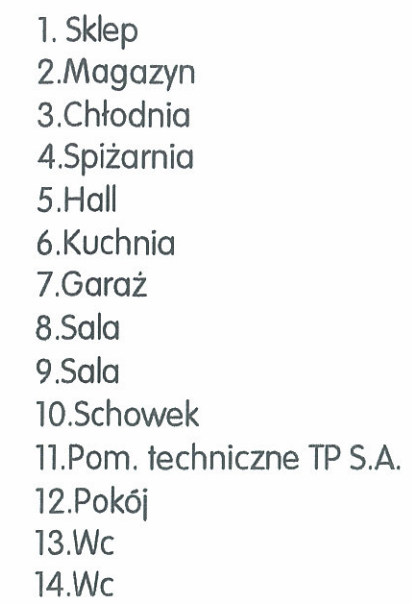 1. Sklep
2.Magazyn
3.Chłodnia
4.Spiżarnia
5.Hall
6.Kuchnia
7.Garaż
8.Sala
9.Sala
10.Schowek
11.Pom. techniczne TP S.A.
12.Pokój
13.Wc
14.Wc